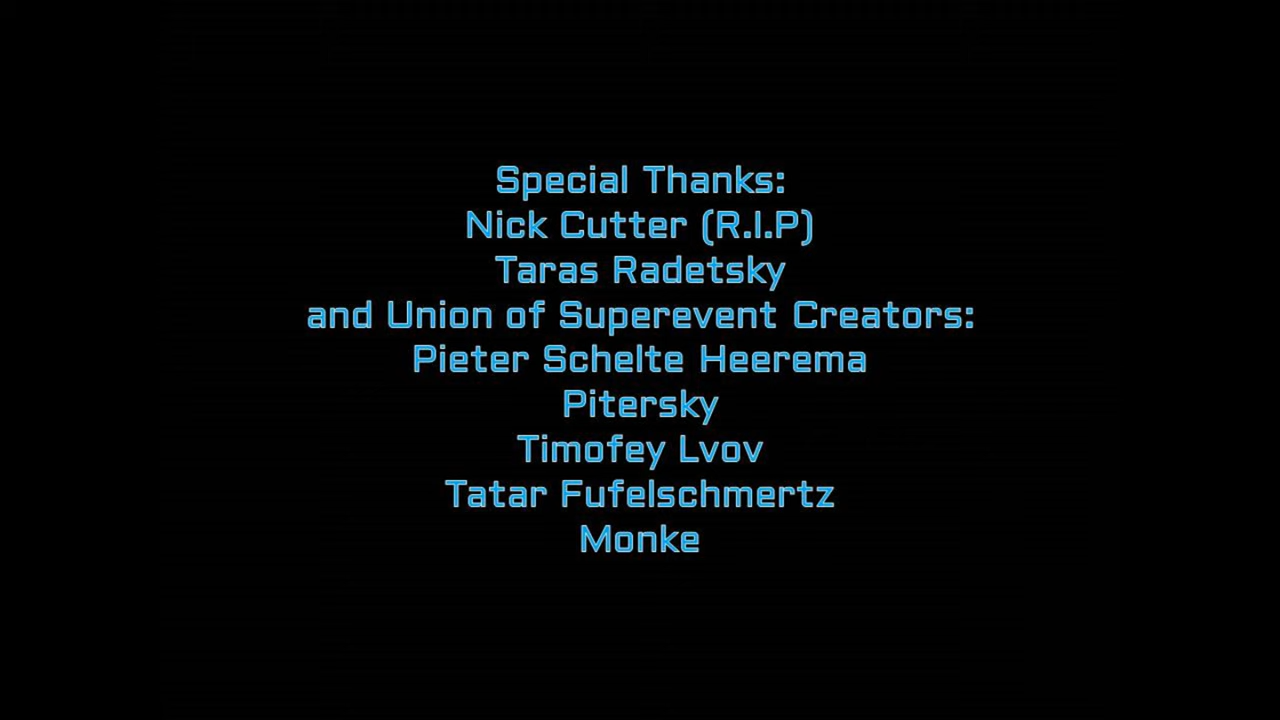 Special Thanks:
Nick Cutter (R.I.P)
Taras Radetsky
and Union of Superevent Creators:
Pieter Schelte Heerema
Pitersky
Timofey Lvov
Tatar Fufelschmertz
Monke